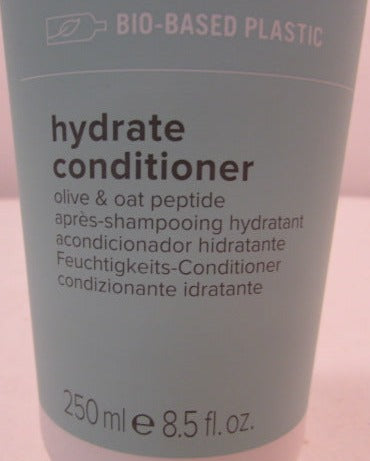 BIO-BASED PLASTIC
hydrate
conditioner
olive & oat peptide
après-shampooing hydratant
acondicionador hidratante
Feuchtigkeits-Conditioner
condizionante idratante
250 ml e 8.5 fl. oz.